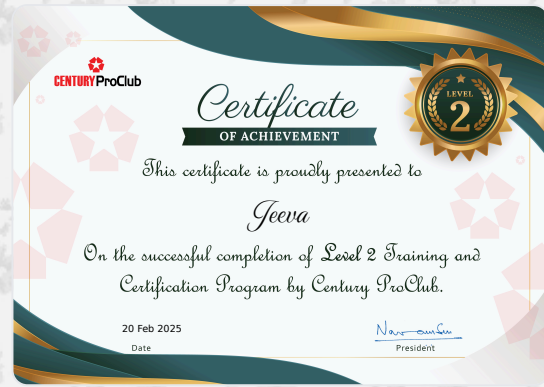 CENTURY ProClub
Certificate
OF ACHIEVEMENT
LEVEL
2
This certificate is proudly presented to
Jeeva
On the successful completion of Level 2 Training and
Certification Program by Century ProClub.
20 Feb 2025
Date
President